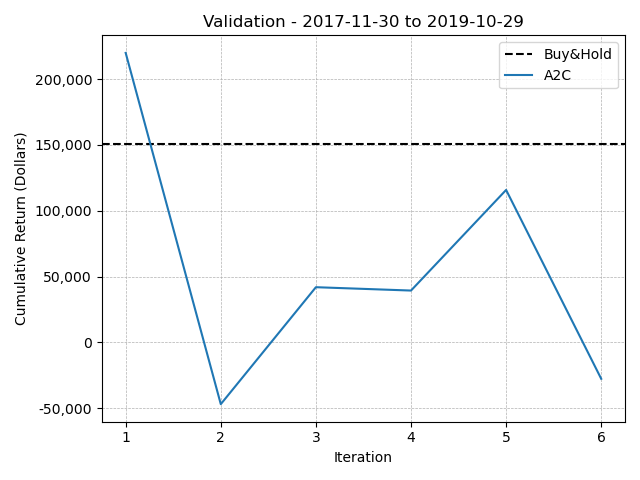 Validation - 2017-11-30 to 2019-10-29
Buy&Hold
A2C
Cumulative Return (Dollars)
200,000
150,000
100,000
50,000
0
-50,000
1 2 3 4 5 6
Iteration